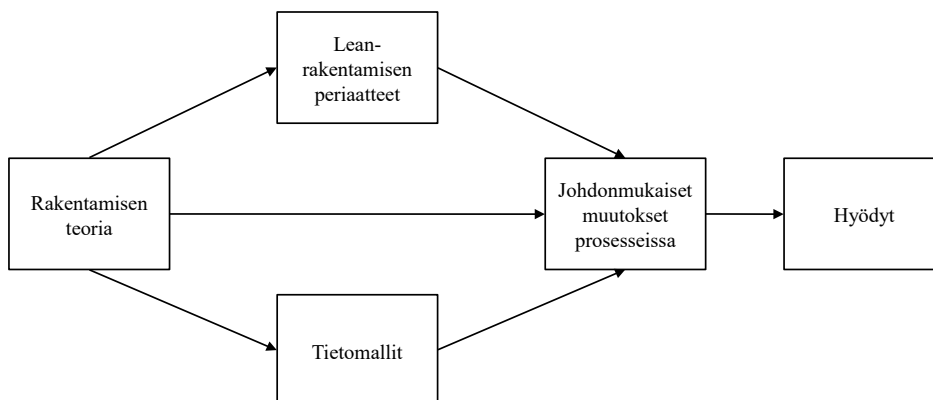 Lean-
rakentamisen
periaatteet
Rakentamisen
teoria
Johdonmukaiset
muutokset
prosesseissa
Hyödyt
Tietomallit